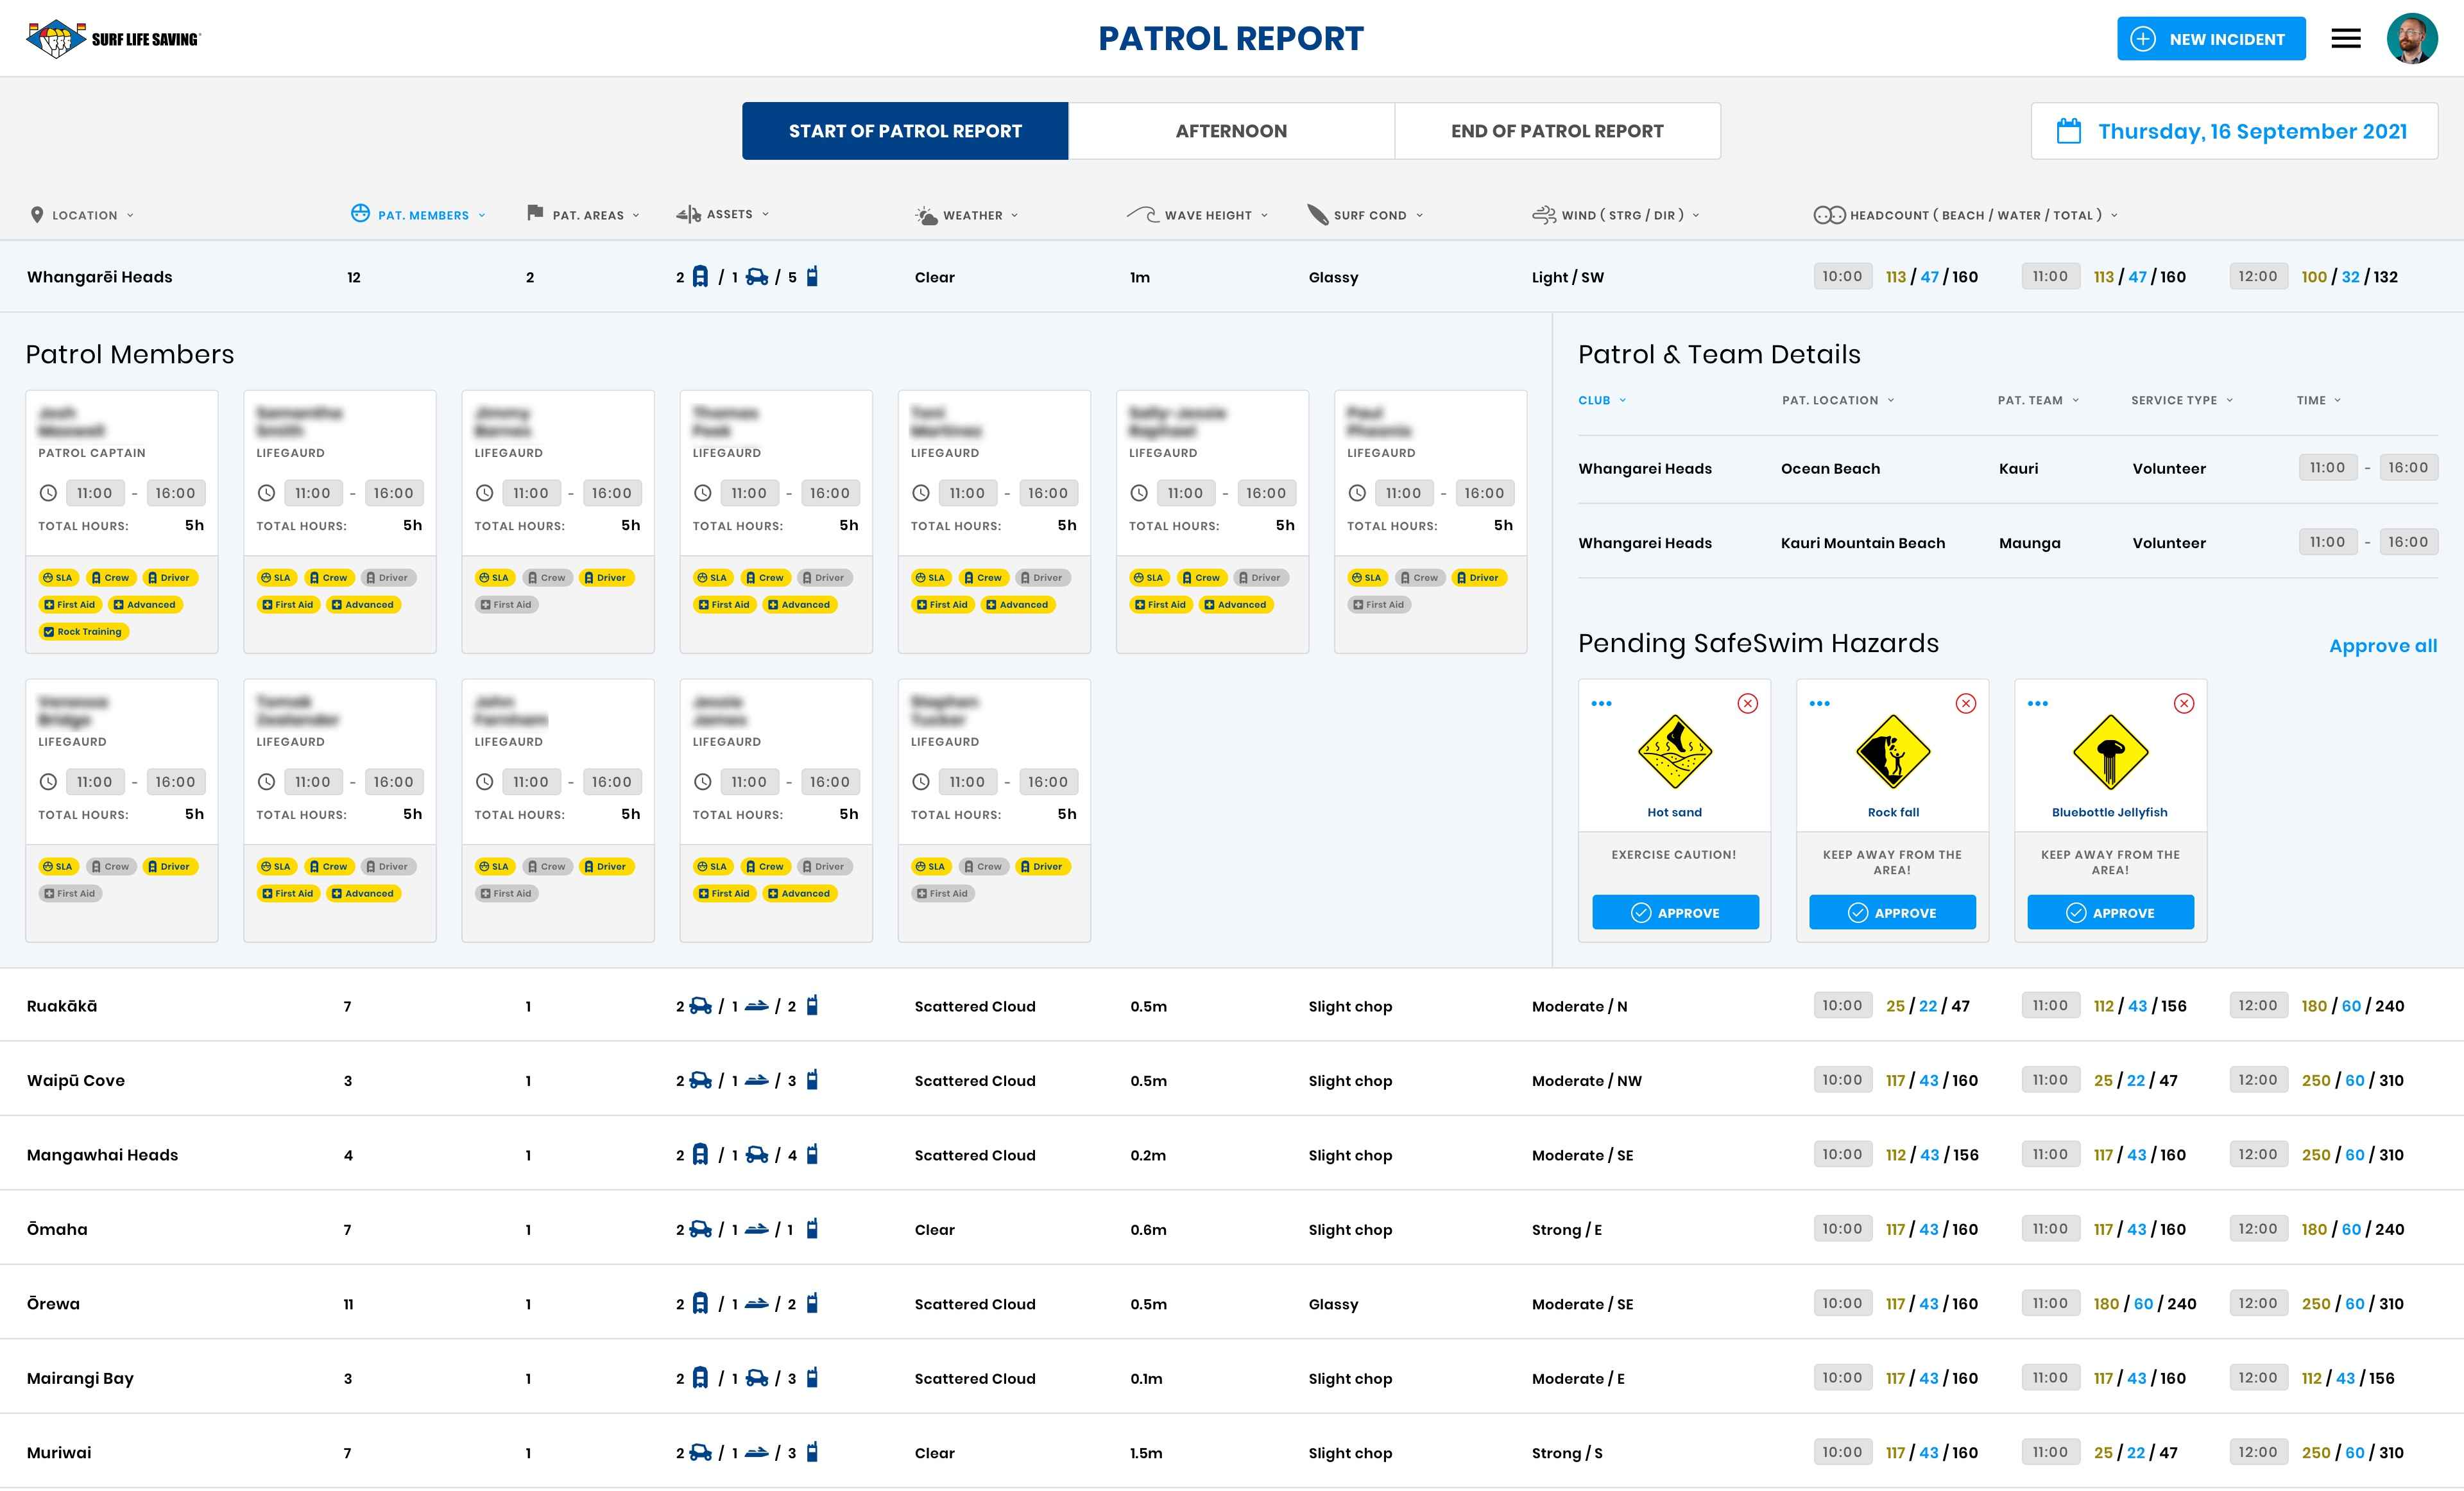 SURF LIFE SAVING
PATROL REPORT
NEW INCIDENT
START OF PATROL REPORT AFTERNOON END OF PATROL REPORT
Thursday, 16 September 2021
LOCATION PAT. MEMBERS PAT. AREAS ASSETS WEATHER WAVE HEIGHT SURF COND WIND ( STRG / DIR ) HEADCOUNT ( BEACH / WATER / TOTAL )
Whangarēi Heads 12 2 2 / 1 / 5 Clear 1m Glassy Light / SW 10:00 113 / 47 / 160 11:00 113 / 47 / 160 12:00 100 / 32 / 132
Patrol Members
PATROL CAPTAIN LIFEGAURD LIFEGAURD LIFEGAURD LIFEGAURD LIFEGAURD LIFEGAURD
11:00 - 16:00 11:00 - 16:00 11:00 - 16:00 11:00 - 16:00 11:00 - 16:00 11:00 - 16:00 11:00 - 16:00
TOTAL HOURS: 5h TOTAL HOURS: 5h TOTAL HOURS: 5h TOTAL HOURS: 5h TOTAL HOURS: 5h TOTAL HOURS: 5h TOTAL HOURS: 5h
SLA Crew Driver SLA Crew Driver SLA Crew Driver SLA Crew Driver SLA Crew Driver SLA Crew Driver SLA Crew Driver
First Aid Advanced First Aid Advanced First Aid First Aid Advanced First Aid Advanced First Aid Advanced First Aid
Rock Training
LIFEGAURD LIFEGAURD LIFEGAURD LIFEGAURD LIFEGAURD
11:00 - 16:00 11:00 - 16:00 11:00 - 16:00 11:00 - 16:00 11:00 - 16:00
TOTAL HOURS: 5h TOTAL HOURS: 5h TOTAL HOURS: 5h TOTAL HOURS: 5h TOTAL HOURS: 5h
SLA Crew Driver SLA Crew Driver SLA Crew Driver SLA Crew Driver SLA Crew Driver
First Aid First Aid Advanced First Aid First Aid Advanced First Aid
Patrol & Team Details
CLUB PAT. LOCATION PAT. TEAM SERVICE TYPE TIME
Whangarei Heads Ocean Beach Kauri Volunteer 11:00 - 16:00
Whangarei Heads Kauri Mountain Beach Maunga Volunteer 11:00 - 16:00
Pending SafeSwim Hazards Approve all
Hot sand Rock fall Bluebottle Jellyfish
EXERCISE CAUTION! KEEP AWAY FROM THE KEEP AWAY FROM THE
AREA! AREA!
APPROVE APPROVE APPROVE
Ruakākā 7 1 2 / 1 / 2 Scattered Cloud 0.5m Slight chop Moderate / N 10:00 25 / 22 / 47 11:00 112 / 43 / 156 12:00 180 / 60 / 240
Waipū Cove 3 1 2 / 1 / 3 Scattered Cloud 0.5m Slight chop Moderate / NW 10:00 117 / 43 / 160 11:00 25 / 22 / 47 12:00 250 / 60 / 310
Mangawhai Heads 4 1 2 / 1 / 4 Scattered Cloud 0.2m Slight chop Moderate / SE 10:00 112 / 43 / 156 11:00 117 / 43 / 160 12:00 250 / 60 / 310
Ōmaha 7 1 2 / 1 / 1 Clear 0.6m Slight chop Strong / E 10:00 117 / 43 / 160 11:00 117 / 43 / 160 12:00 180 / 60 / 240
Ōrewa 11 1 2 / 1 / 2 Scattered Cloud 0.5m Glassy Moderate / SE 10:00 117 / 43 / 160 11:00 180 / 60 / 240 12:00 250 / 60 / 310
Mairangi Bay 3 1 2 / 1 / 3 Scattered Cloud 0.1m Slight chop Moderate / E 10:00 117 / 43 / 160 11:00 117 / 43 / 160 12:00 112 / 43 / 156
Muriwai 7 1 2 / 1 / 3 Clear 1.5m Slight chop Strong / S 10:00 117 / 43 / 160 11:00 25 / 22 / 47 12:00 250 / 60 / 310